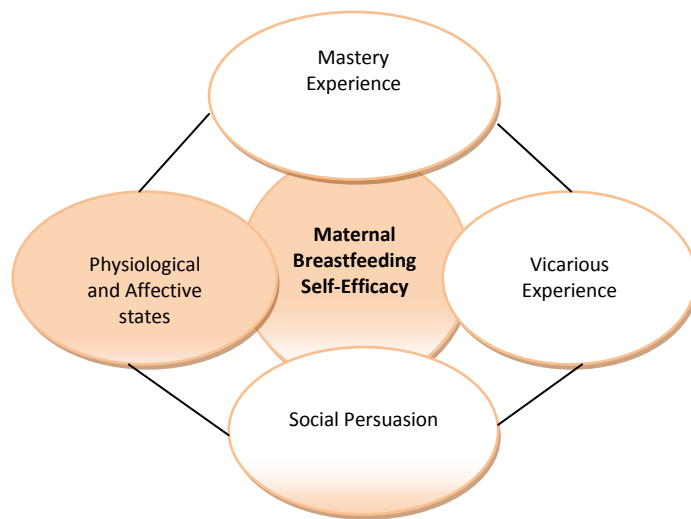 Mastery
Experience
Maternal
Breastfeeding
Self-Efficacy
Physiological
and Affective
states
Vicarious
Experience
Social Persuasion